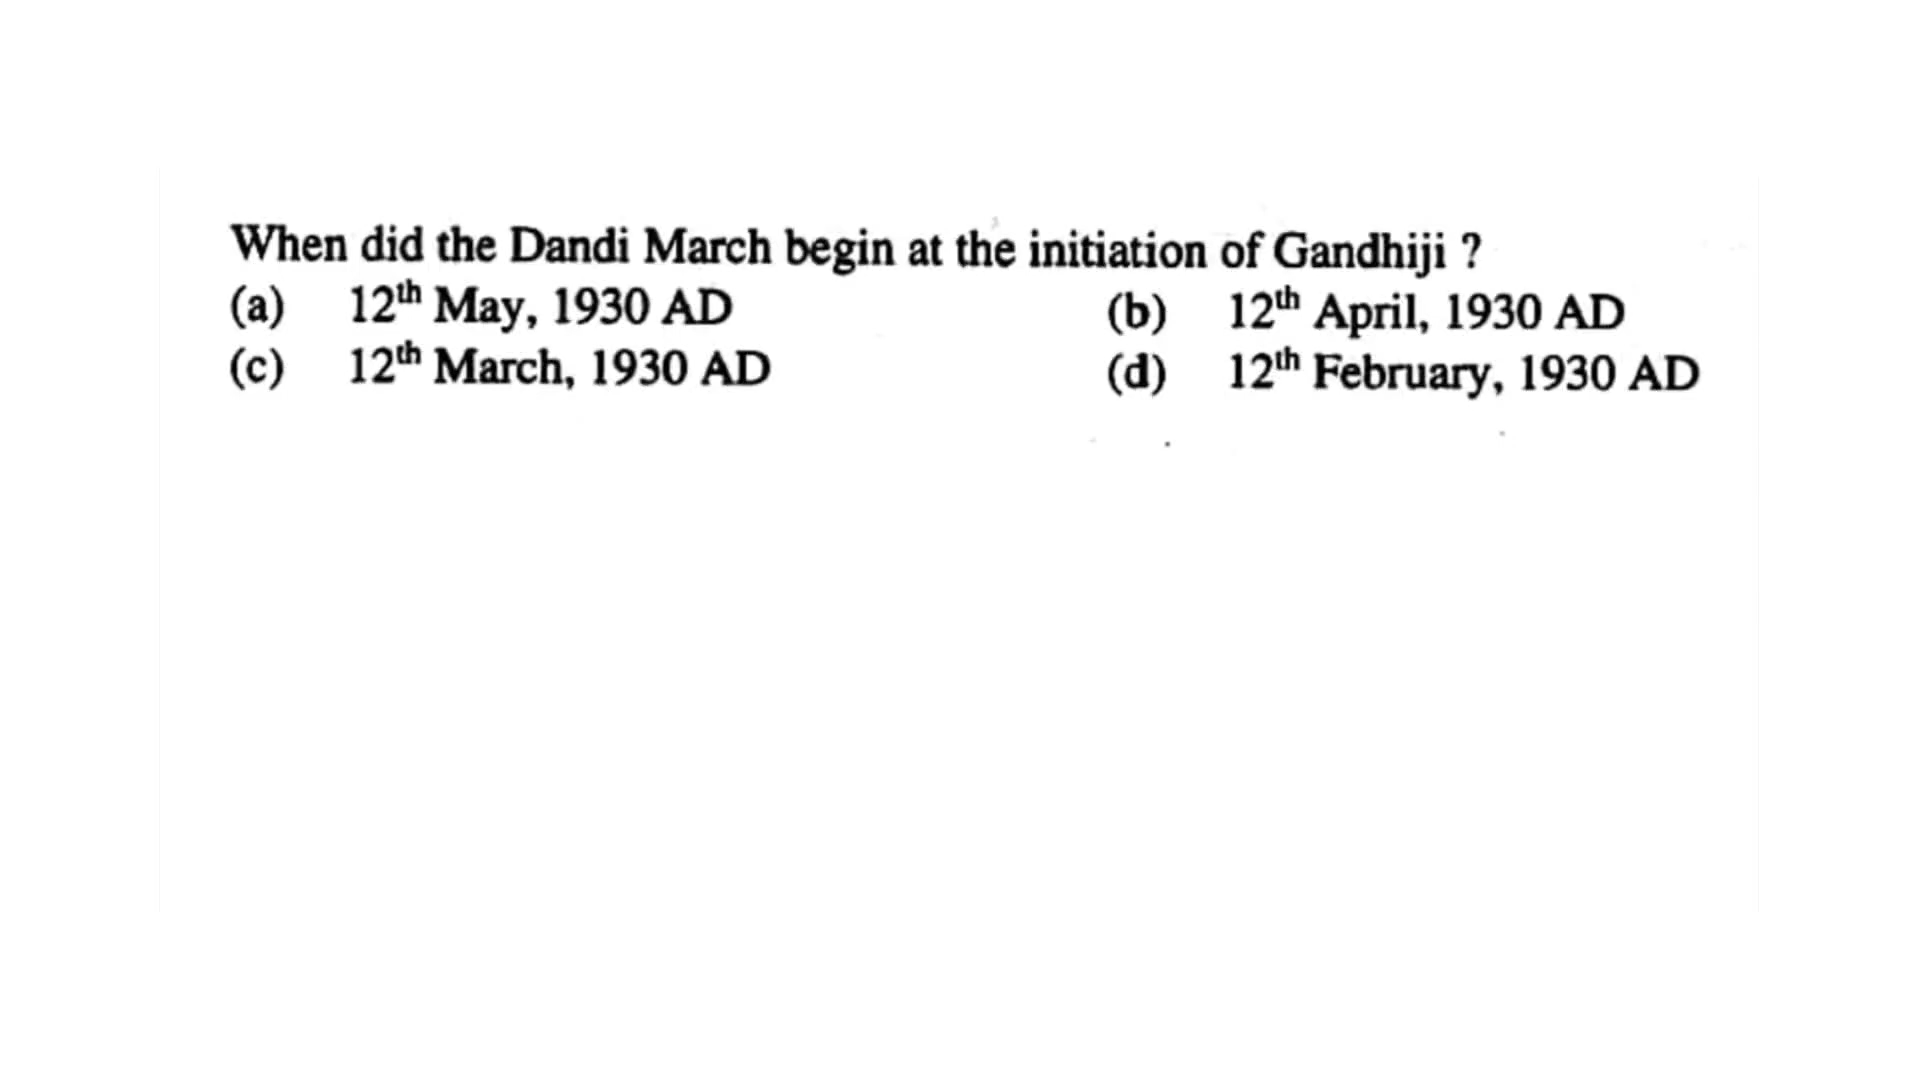 When did the Dandi March begin at the initiation of Gandhiji ?
(a) 12th May, 1930 AD (b) 12th April, 1930 AD
(c) 12th March, 1930 AD (d) 12th February, 1930 AD